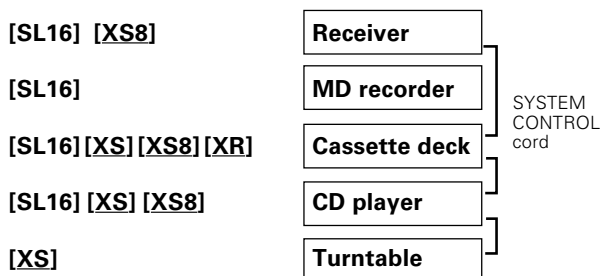 [SL16] [XS8] Receiver
[SL16] MD recorder
SYSTEM
CONTROL
cord
[SL16] [XS] [XS8] [XR] Cassette deck
[SL16] [XS] [XS8] CD player
[XS] Turntable